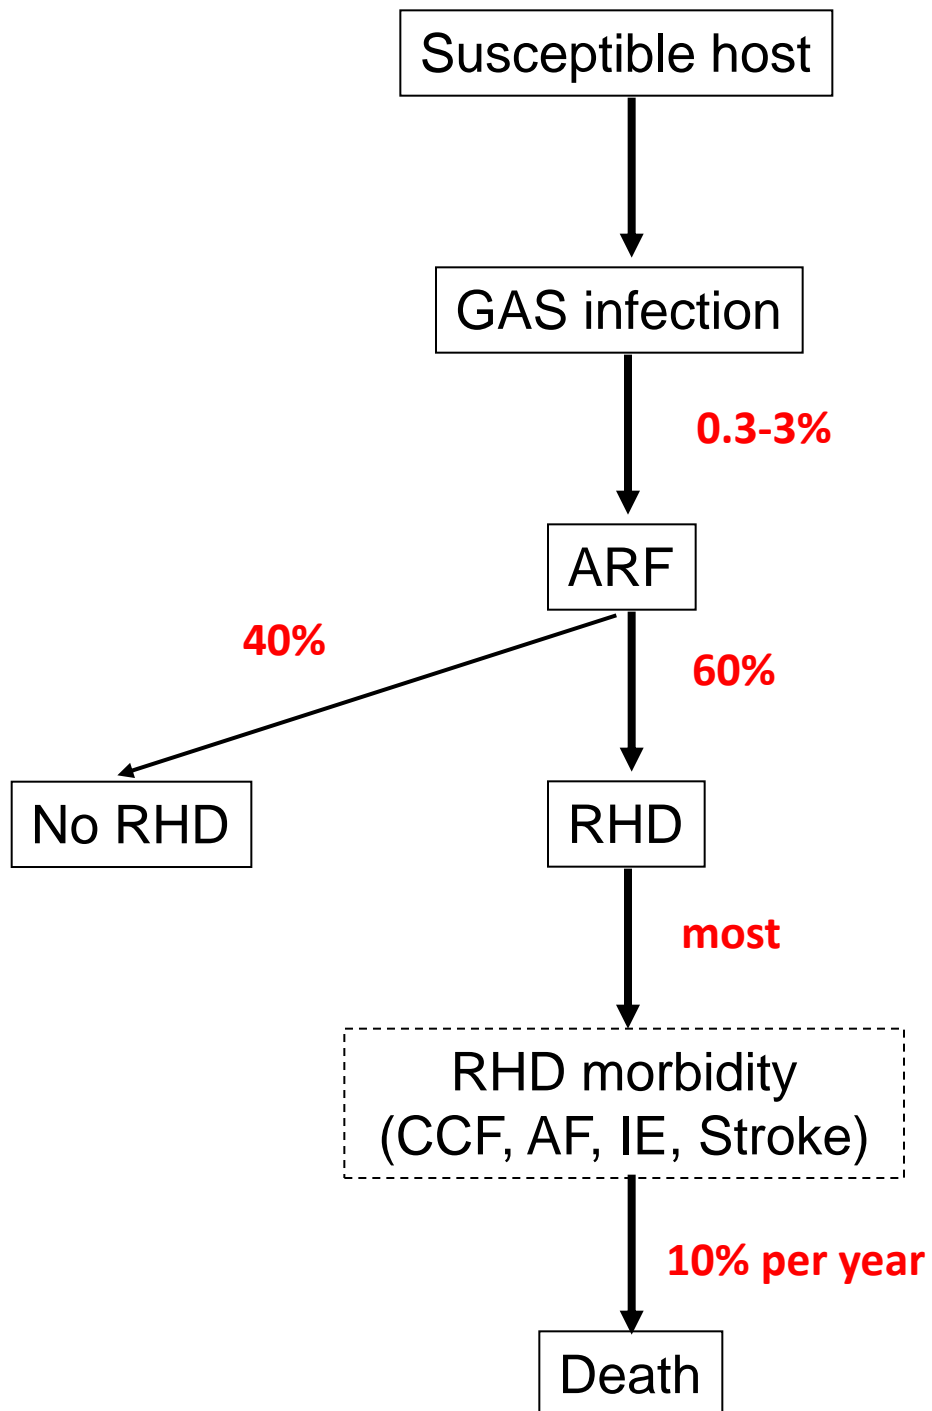 Susceptible host
GAS infection
0.3-3%
ARF
40%
60%
No RHD
RHD
most
RHD morbidity
(CCF, AF, IE, Stroke)
10% per year
Death